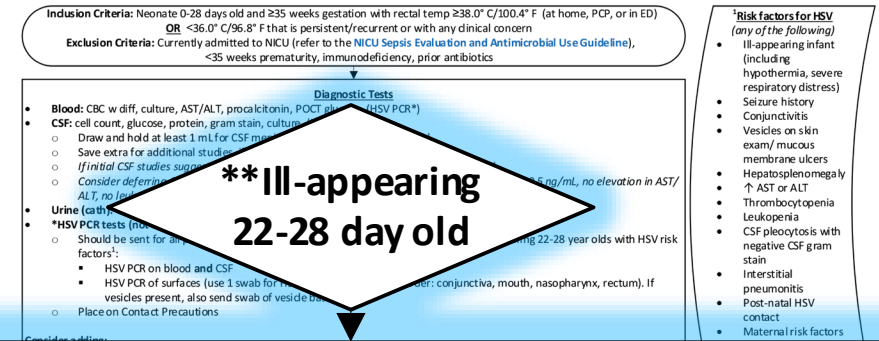 Inclusion Criteria: Neonate 0-28 days old and ≥35 weeks gestation with rectal temp ≥38.0° C/100.4° F (at home, PCP, or in ED)
OR <36.0° C/96.8° F that is persistent/recurrent or with any clinical concern
Exclusion Criteria: Currently admitted to NICU (refer to the NICU Sepsis Evaluation and Antimicrobial Use Guideline),
<35 weeks prematurity, immunodeficiency, prior antibiotics
Diagnostic Tests
• Blood: CBC w diff, culture, AST/ALT, procalcitonin, POCT (HSV PCR*)
• CSF: cell count, glucose, protein, gram stain, culture
o Draw and hold at least 1 mL for CSF
o Save extra for additional studies
o If initial CSF studies
o Consider deferring ng/mL, no elevation in AST/
ALT, no
• Urine (cath)
• *HSV PCR tests
o Should be sent for 22-28 year olds with HSV risk
factors¹:
▪ HSV PCR on blood and CSF
▪ HSV PCR of surfaces (use 1 swab for conjunctiva, mouth, nasopharynx, rectum). If
vesicles present, also send swab of vesicle
o Place on Contact Precautions
Consider adding:
**Ill-appearing
22-28 day old
¹Risk factors for HSV
(any of the following)
• Ill-appearing infant
(including
hypothermia, severe
respiratory distress)
• Seizure history
• Conjunctivitis
• Vesicles on skin
exam/ mucous
membrane ulcers
• Hepatosplenomegaly
• ↑ AST or ALT
• Thrombocytopenia
• Leukopenia
• CSF pleocytosis with
negative CSF gram
stain
• Interstitial
pneumonitis
• Post-natal HSV
contact
• Maternal risk factors